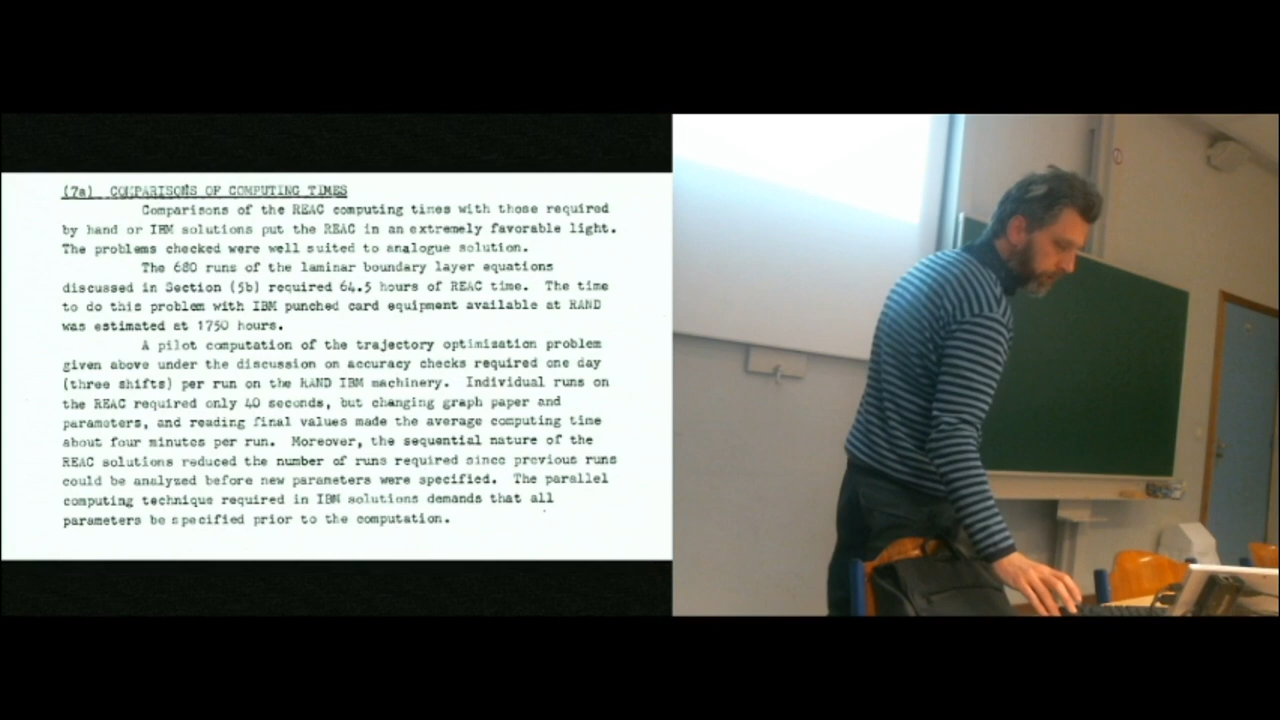 (7a) COMPARISONS OF COMPUTING TIMES
Comparisons of the REAC computing times with those required
by hand or IBM solutions put the REAC in an extremely favorable light.
The problems checked were well suited to analogue solution.
The 680 runs of the laminar boundary layer equations
discussed in Section (5b) required 64.5 hours of REAC time. The time
to do this problem with IBM punched card equipment available at RAND
was estimated at 1750 hours.
A pilot computation of the trajectory optimization problem
given above under the discussion on accuracy checks required one day
(three shifts) per run on the RAND IBM machinery. Individual runs on
the REAC required only 40 seconds, but changing graph paper and
parameters, and reading final values made the average computing time
about four minutes per run. Moreover, the sequential nature of the
REAC solutions reduced the number of runs required since previous runs
could be analyzed before new parameters were specified. The parallel
computing technique required in IBM solutions demands that all
parameters be specified prior to the computation.